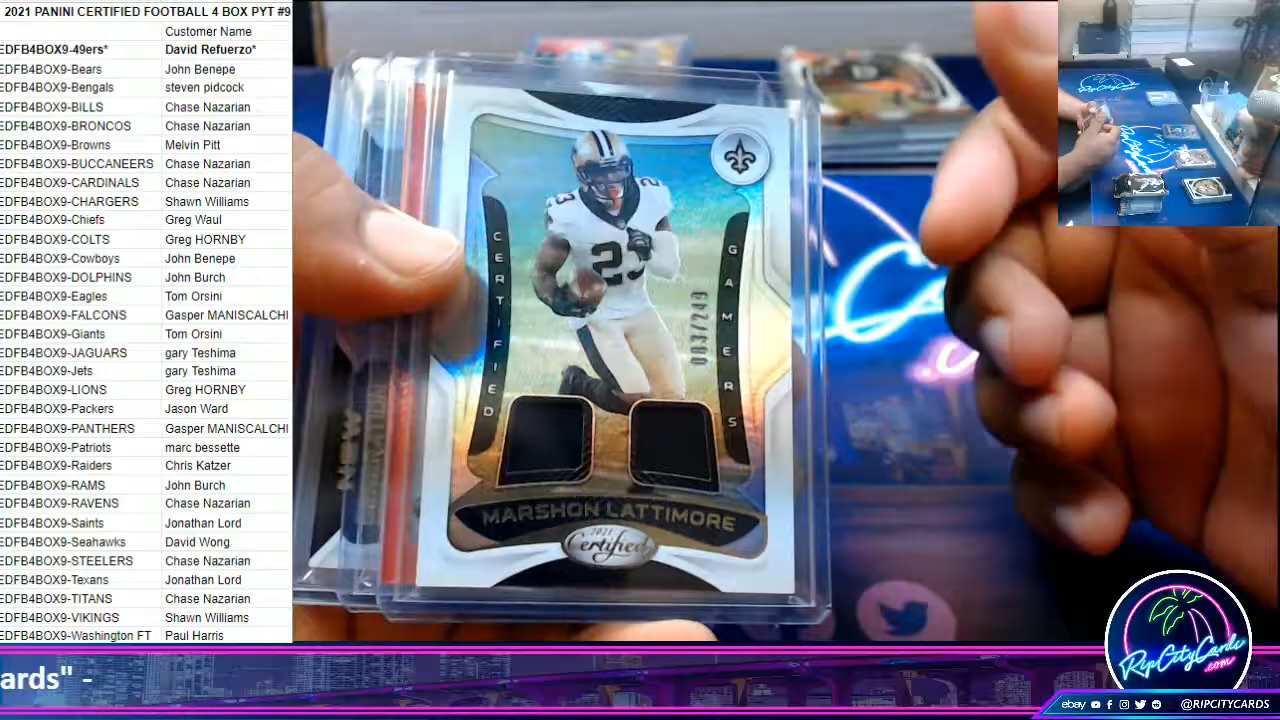 2021 PANINI CERTIFIED FOOTBALL 4 BOX PYT #9
Customer Name
EDFB4BOX9-49ers* David Refuerzo*
EDFB4BOX9-Bears John Benepe
EDFB4BOX9-Bengals steven pidcock
EDFB4BOX9-BILLS Chase Nazarian
EDFB4BOX9-BRONCOS Chase Nazarian
EDFB4BOX9-Browns Melvin Pitt
EDFB4BOX9-BUCCANEERS Chase Nazarian
EDFB4BOX9-CARDINALS Chase Nazarian
EDFB4BOX9-CHARGERS Shawn Williams
EDFB4BOX9-Chiefs Greg Waul
EDFB4BOX9-COLTS Greg HORNBY
EDFB4BOX9-Cowboys John Benepe
EDFB4BOX9-DOLPHINS John Burch
EDFB4BOX9-Eagles Tom Orsini
EDFB4BOX9-FALCONS Gasper MANISCALCHI
EDFB4BOX9-Giants Tom Orsini
EDFB4BOX9-JAGUARS gary Teshima
EDFB4BOX9-Jets gary Teshima
EDFB4BOX9-LIONS Greg HORNBY
EDFB4BOX9-Packers Jason Ward
EDFB4BOX9-PANTHERS Gasper MANISCALCHI
EDFB4BOX9-Patriots marc bessette
EDFB4BOX9-Raiders Chris Katzer
EDFB4BOX9-RAMS John Burch
EDFB4BOX9-RAVENS Chase Nazarian
EDFB4BOX9-Saints Jonathan Lord
EDFB4BOX9-Seahawks David Wong
EDFB4BOX9-STEELERS Chase Nazarian
EDFB4BOX9-Texans Jonathan Lord
EDFB4BOX9-TITANS Chase Nazarian
EDFB4BOX9-VIKINGS Shawn Williams
EDFB4BOX9-Washington FT Paul Harris
CERTIFIED
GAMERS
23
083/249
MARSHON LATTIMORE
2021
Certified
RipCityCards
.com
ards" -
ebay
@RIPCITYCARDS